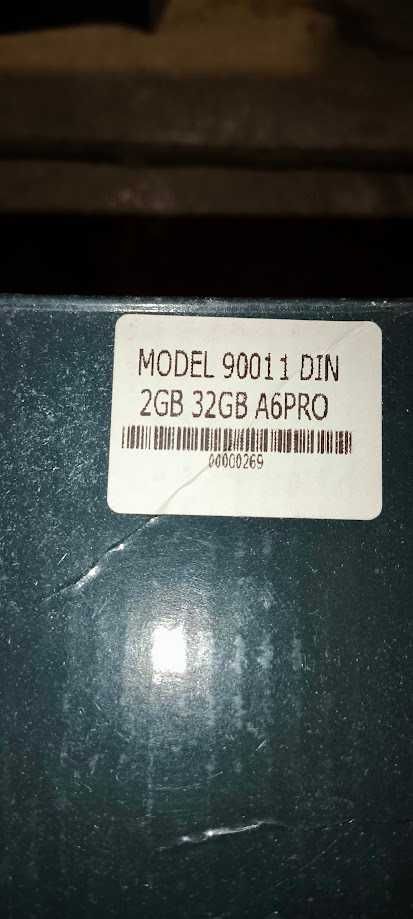 MODEL 90011 DIN
2GB 32GB A6PRO
00000269